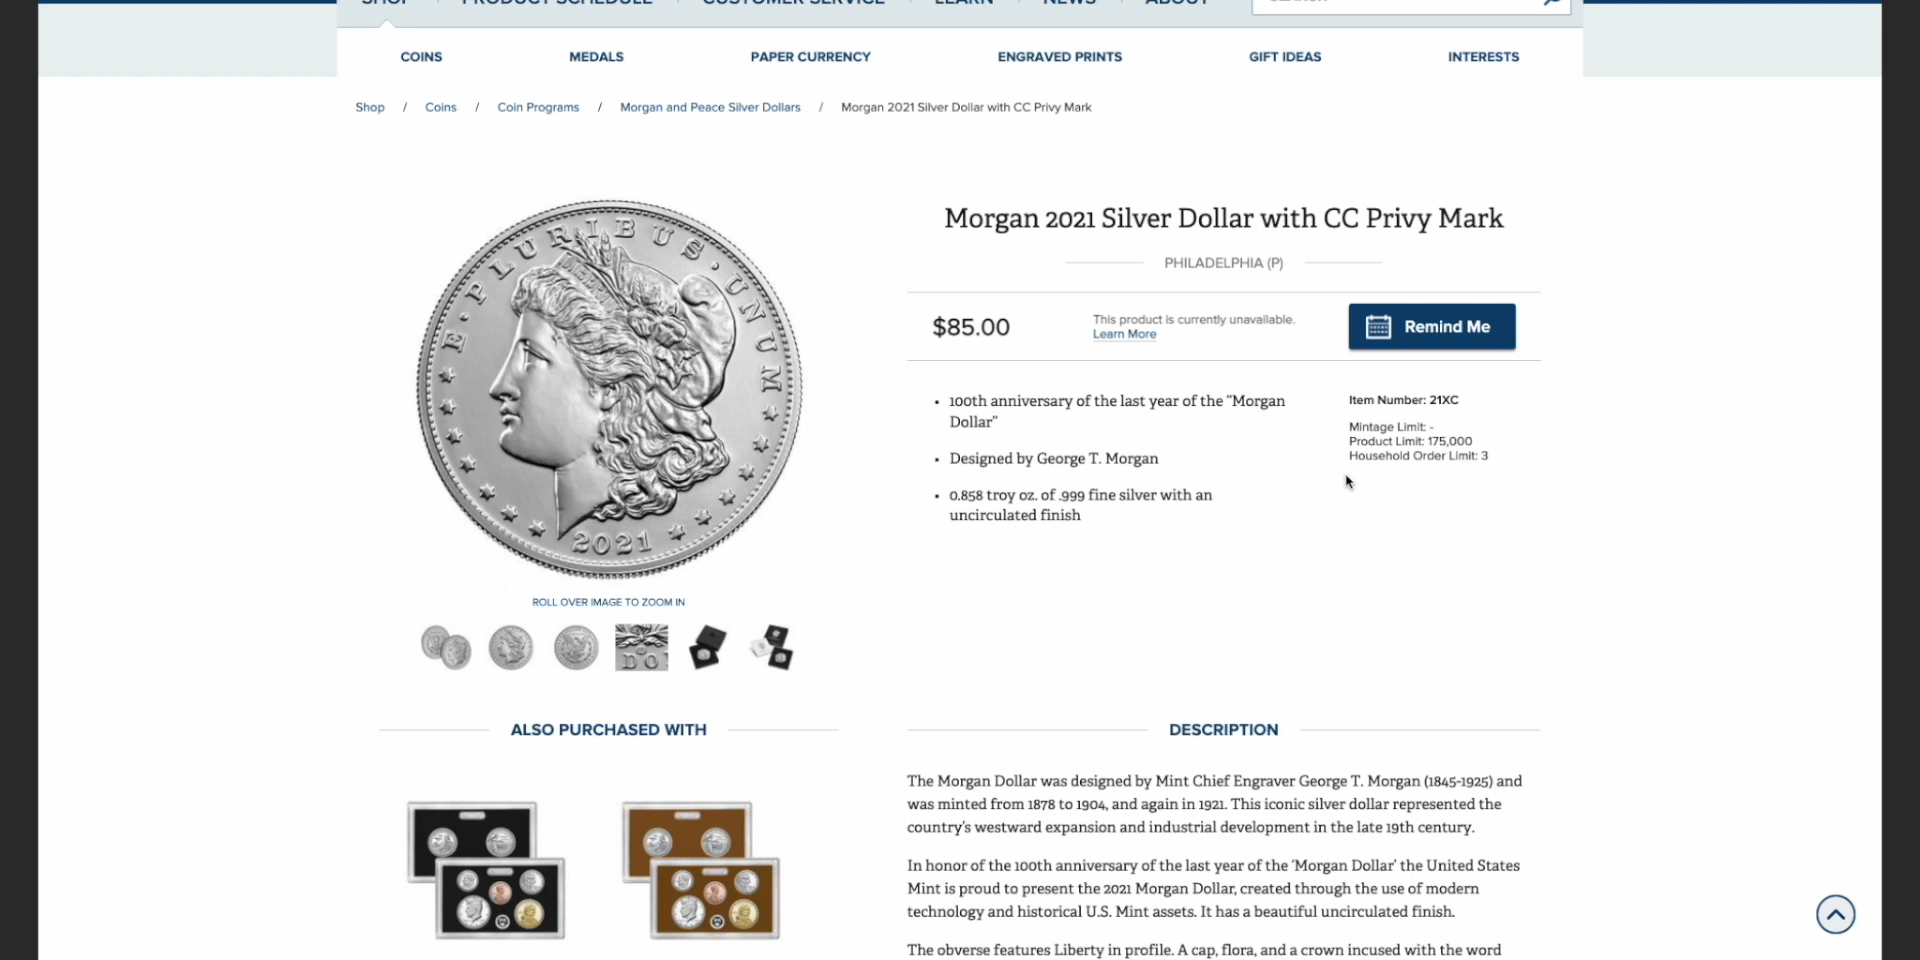 SHOP PRODUCT SCHEDULE CUSTOMER SERVICE LEARN NEWS ABOUT
COINS MEDALS PAPER CURRENCY ENGRAVED PRINTS GIFT IDEAS INTERESTS
Shop / Coins / Coin Programs / Morgan and Peace Silver Dollars / Morgan 2021 Silver Dollar with CC Privy Mark
E·PLURIBUS·UNUM
2021
ROLL OVER IMAGE TO ZOOM IN
DO
Morgan 2021 Silver Dollar with CC Privy Mark
PHILADELPHIA (P)
$85.00
This product is currently unavailable.
Learn More
Remind Me
• 100th anniversary of the last year of the “Morgan
Dollar”
• Designed by George T. Morgan
• 0.858 troy oz. of .999 fine silver with an
uncirculated finish
Item Number: 21XC
Mintage Limit: -
Product Limit: 175,000
Household Order Limit: 3
ALSO PURCHASED WITH
DESCRIPTION
The Morgan Dollar was designed by Mint Chief Engraver George T. Morgan (1845-1925) and
was minted from 1878 to 1904, and again in 1921. This iconic silver dollar represented the
country’s westward expansion and industrial development in the late 19th century.
In honor of the 100th anniversary of the last year of the ‘Morgan Dollar’ the United States
Mint is proud to present the 2021 Morgan Dollar, created through the use of modern
technology and historical U.S. Mint assets. It has a beautiful uncirculated finish.
The obverse features Liberty in profile. A cap, flora, and a crown incused with the word